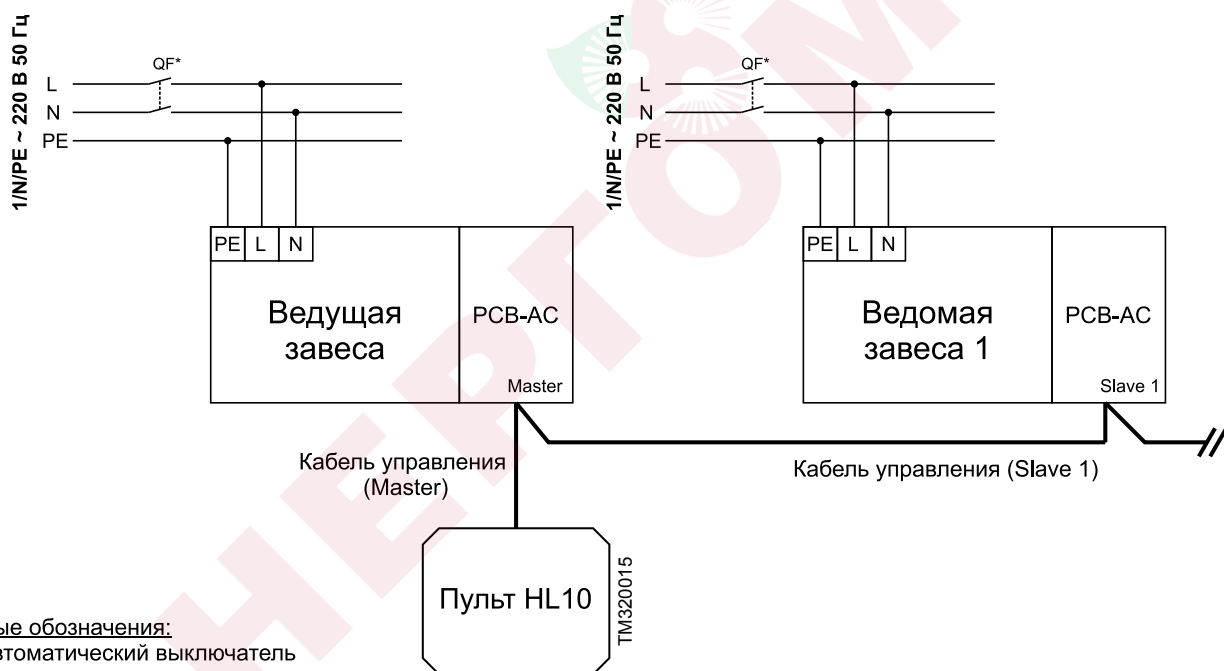 1/N/PE ~ 220 В 50 Гц
L
N
PE
QF*
PE L N
Ведущая
завеса
PCB-AC
Master
1/N/PE ~ 220 В 50 Гц
L
N
PE
QF*
PE L N
Ведомая
завеса 1
PCB-AC
Slave 1
Кабель управления
(Master)
Кабель управления (Slave 1)
Пульт HL10
TM320015
обозначения:
выключатель
НЕРГОМ